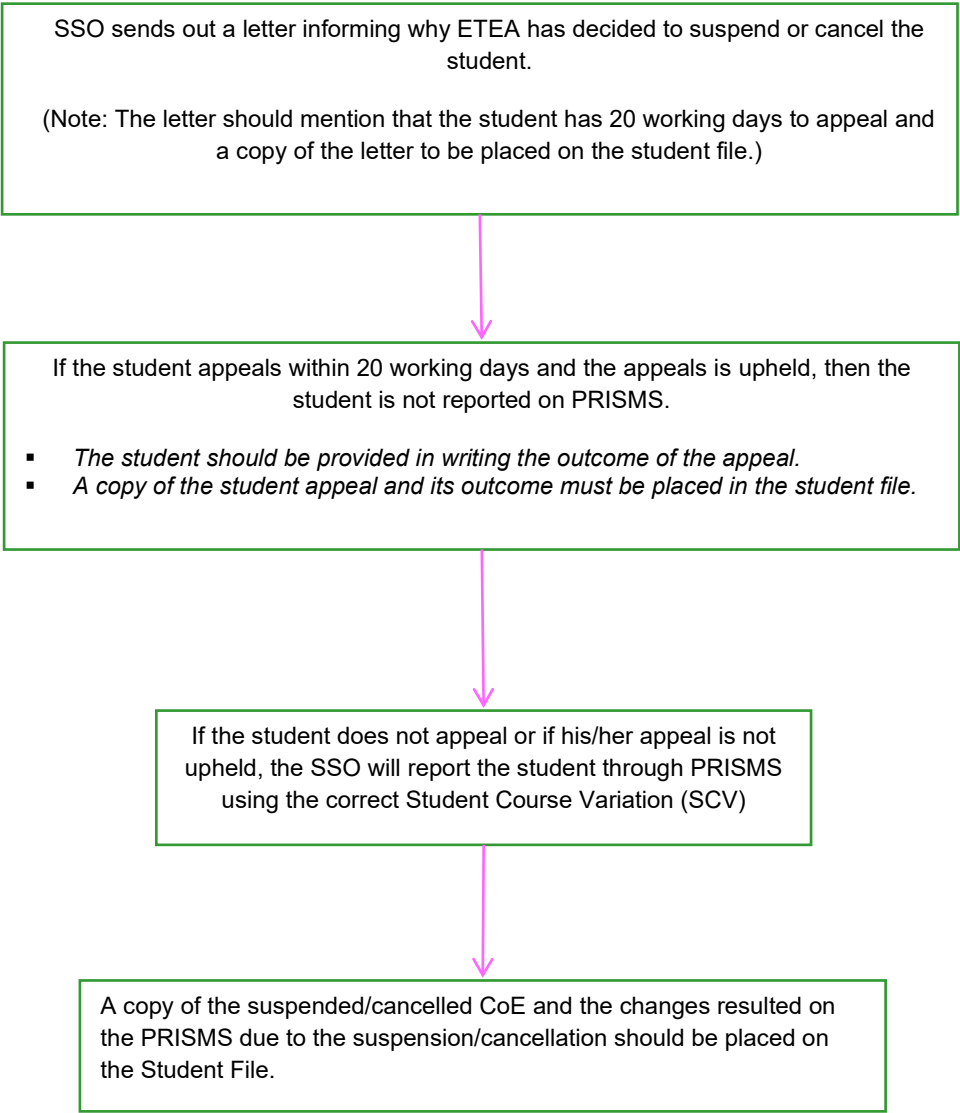 SSO sends out a letter informing why ETEA has decided to suspend or cancel the
student.
(Note: The letter should mention that the student has 20 working days to appeal and
a copy of the letter to be placed on the student file.)
If the student appeals within 20 working days and the appeals is upheld, then the
student is not reported on PRISMS.
▪ The student should be provided in writing the outcome of the appeal.
▪ A copy of the student appeal and its outcome must be placed in the student file.
If the student does not appeal or if his/her appeal is not
upheld, the SSO will report the student through PRISMS
using the correct Student Course Variation (SCV)
A copy of the suspended/cancelled CoE and the changes resulted on
the PRISMS due to the suspension/cancellation should be placed on
the Student File.